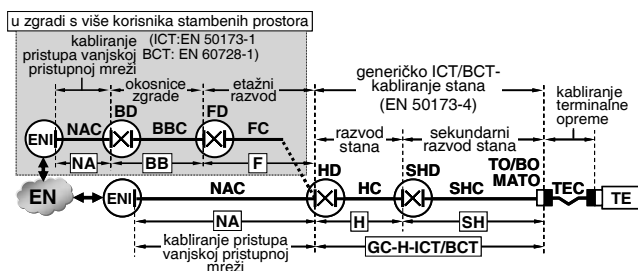 u zgradi s više korisnika stambenih prostora
kabliranje (ICT:EN 50173-1
pristupa vanjskoj BCT: EN 60728-1)
pristupnoj mreži
okosnice
zgrade
etažni
razvod
generičko ICT/BCT-
kabliranje stana
(EN 50173-4)
kabliranje
terminalne
opreme
razvod
stana
sekundarni
razvod stana
BD
FD
ENI
NAC
BBC
FC
NA
BB
F
HD
SHD
TO/BO
MATO
EN
ENI
NAC
HC
SHC
TEC
TE
NA
H
SH
kabliranje pristupa
vanjskoj pristupnoj
mreži
GC-H-ICT/BCT